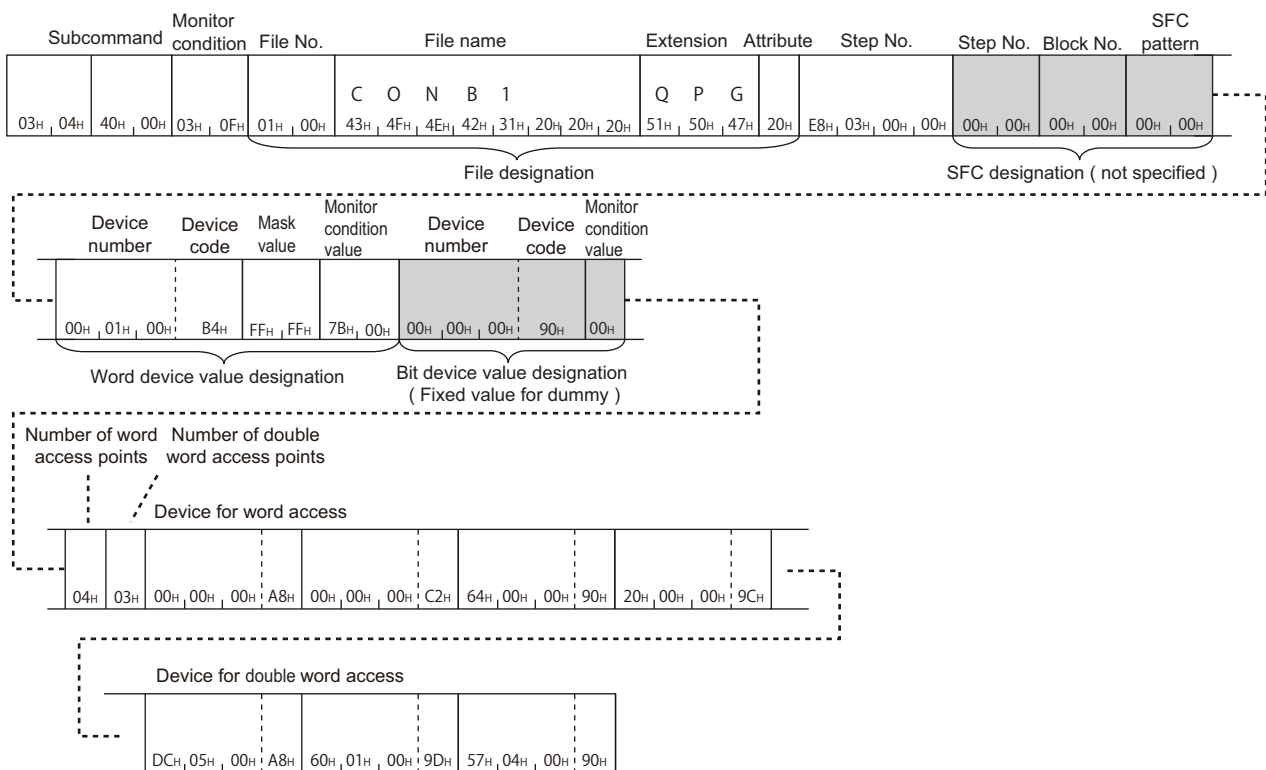 Subcommand Monitor condition File No. File name Extension Attribute Step No. Step No. Block No. SFC pattern
C O N B 1 Q P G
03H 04H 40H 00H 03H 0FH 01H 00H 43H 4FH 4EH 42H 31H 20H 20H 20H 51H 50H 47H 20H E8H 03H 00H 00H 00H 00H 00H 00H 00H 00H
File designation SFC designation ( not specified )
Device number Device code Mask value Monitor condition value Device number Device code Monitor condition value
00H 01H 00H B4H FFH FFH 7BH 00H 00H 00H 00H 90H 00H
Word device value designation Bit device value designation
( Fixed value for dummy )
Number of word access points Number of double word access points
Device for word access
04H 03H 00H 00H 00H A8H 00H 00H 00H C2H 64H 00H 00H 90H 20H 00H 00H 9CH
Device for double word access
DCH 05H 00H A8H 60H 01H 00H 9DH 57H 04H 00H 90H